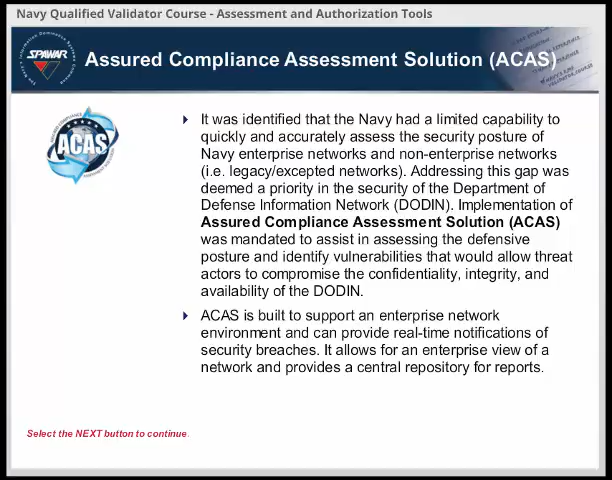 Navy Qualified Validator Course - Assessment and Authorization Tools
SPAWAR
Assured Compliance Assessment Solution (ACAS)
ACAS
It was identified that the Navy had a limited capability to
quickly and accurately assess the security posture of
Navy enterprise networks and non-enterprise networks
(i.e. legacy/excepted networks). Addressing this gap was
deemed a priority in the security of the Department of
Defense Information Network (DODIN). Implementation of
Assured Compliance Assessment Solution (ACAS)
was mandated to assist in assessing the defensive
posture and identify vulnerabilities that would allow threat
actors to compromise the confidentiality, integrity, and
availability of the DODIN.
ACAS is built to support an enterprise network
environment and can provide real-time notifications of
security breaches. It allows for an enterprise view of a
network and provides a central repository for reports.
Select the NEXT button to continue.